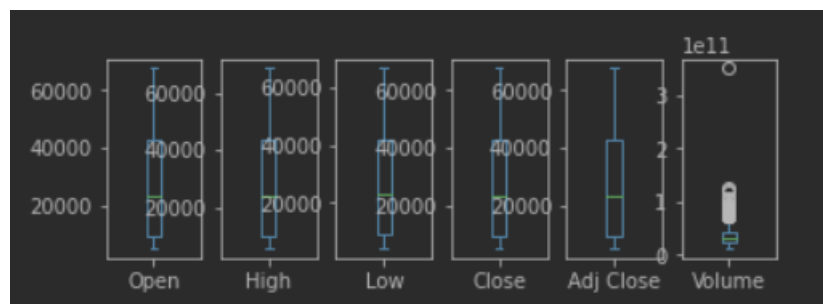 1e11
60000 60000 60000 60000 60000 3
40000 40000 40000 40000 40000 2
20000 20000 20000 20000 20000 1
0
Open High Low Close Adj Close Volume